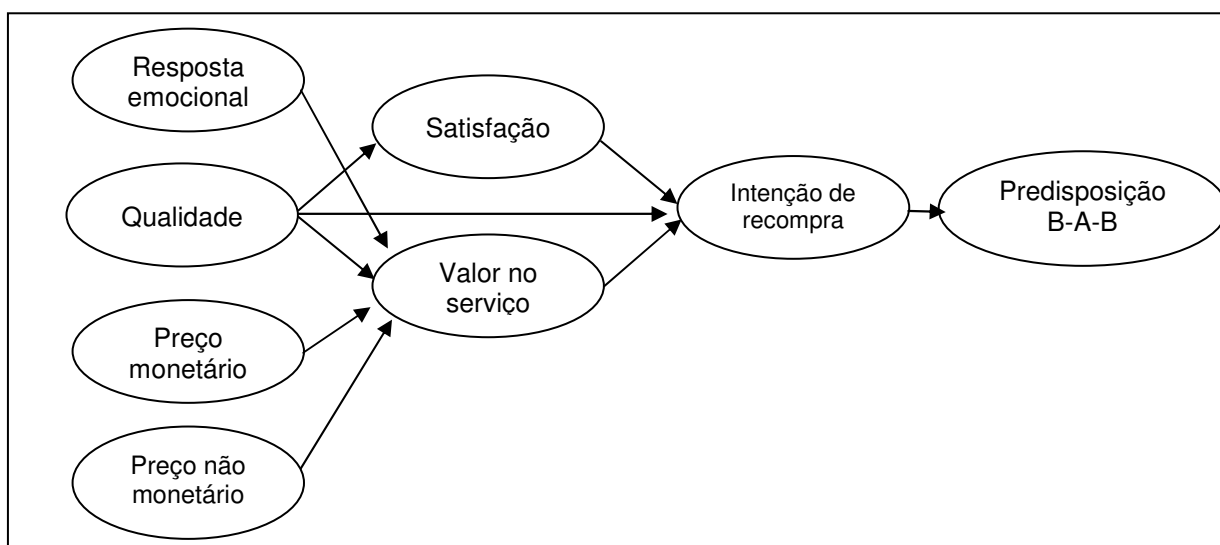 Resposta
emocional
Satisfação
Qualidade
Intenção de
recompra
Predisposição
B-A-B
Valor no
serviço
Preço
monetário
Preço não
monetário